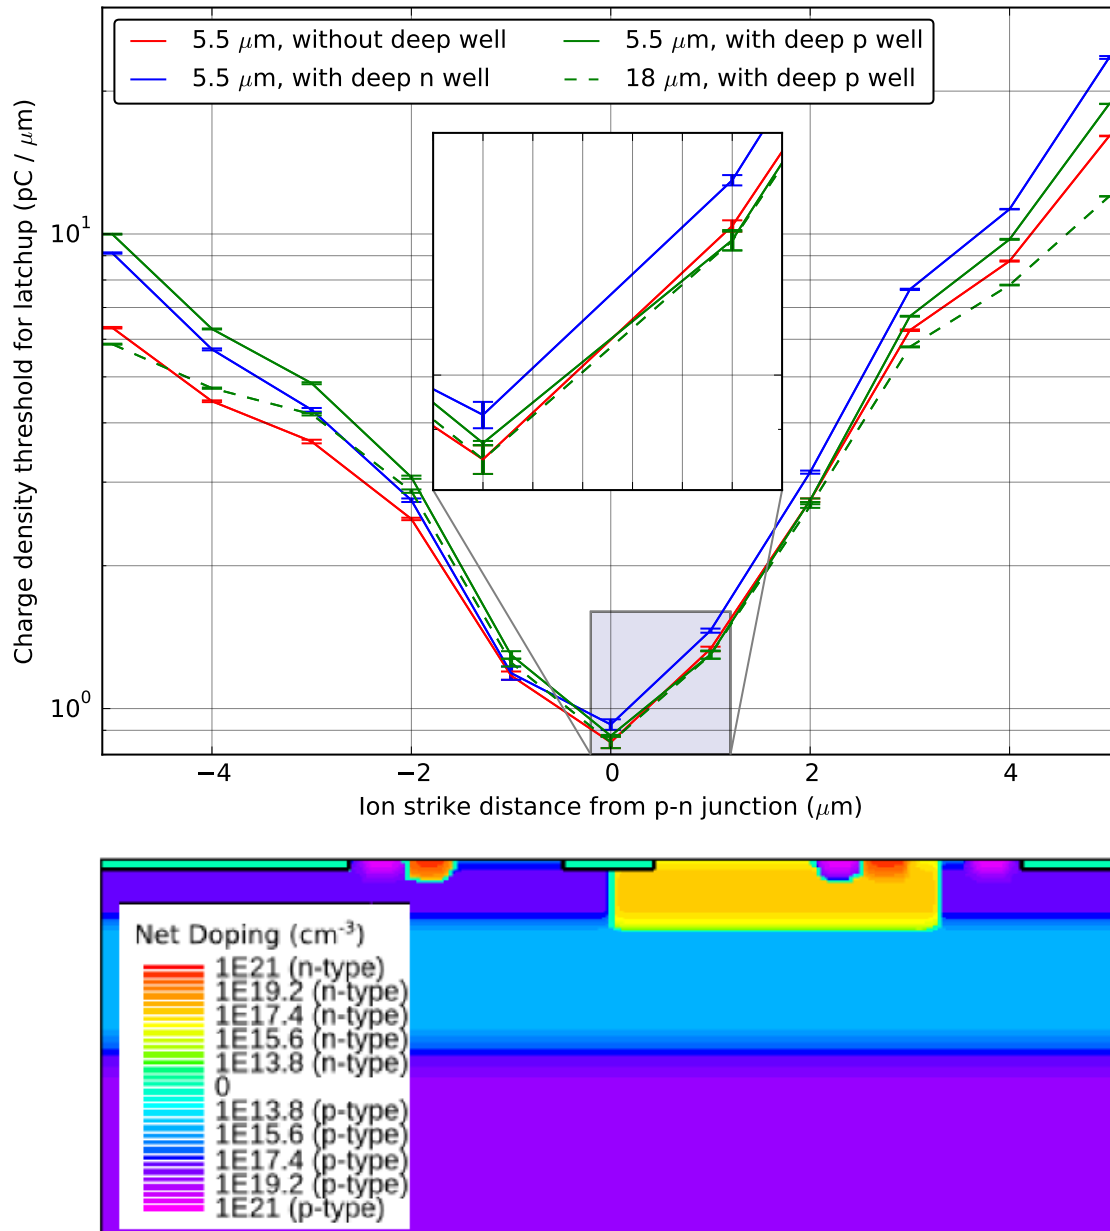 5.5 μm, without deep well
5.5 μm, with deep n well
5.5 μm, with deep p well
18 μm, with deep p well
Charge density threshold for latchup (pC / μm)
10¹
10⁰
−4
−2
0
2
4
Ion strike distance from p-n junction (μm)
Net Doping (cm⁻³)
1E21 (n-type)
1E19.2 (n-type)
1E17.4 (n-type)
1E15.6 (n-type)
1E13.8 (n-type)
0
1E13.8 (p-type)
1E15.6 (p-type)
1E17.4 (p-type)
1E19.2 (p-type)
1E21 (p-type)